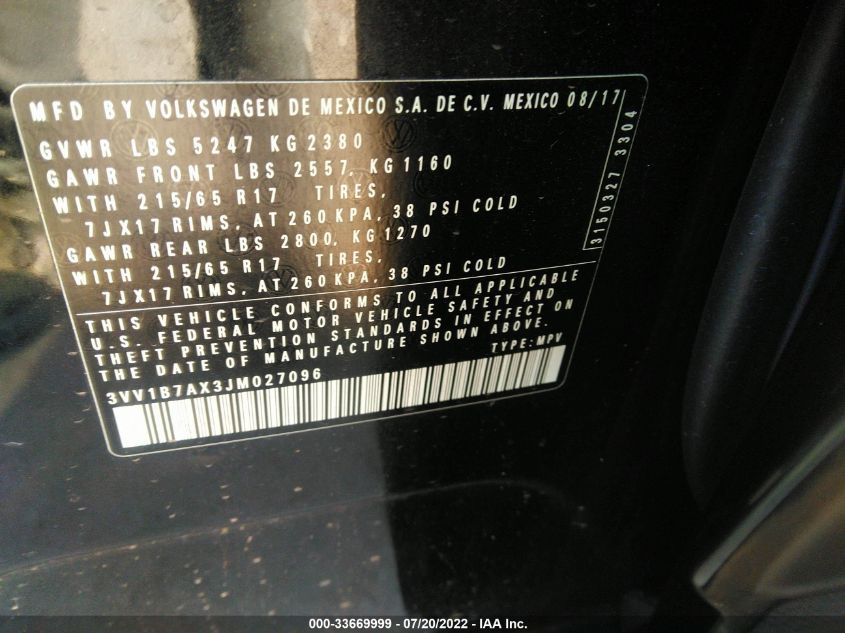 MFD BY VOLKSWAGEN DE MEXICO S.A. DE C.V. MEXICO 08/17
GVWR LBS 5247 KG 2380
GAWR FRONT LBS 2557, KG 1160
WITH 215/65 R17 TIRES,
7JX17 RIMS, AT 260 KPA, 38 PSI COLD
GAWR REAR LBS 2800, KG 1270
WITH 215/65 R17 TIRES,
7JX17 RIMS, AT 260 KPA, 38 PSI COLD
3150327 3304
THIS VEHICLE CONFORMS TO ALL APPLICABLE
U.S. FEDERAL MOTOR VEHICLE SAFETY AND
THEFT PREVENTION STANDARDS IN EFFECT ON
THE DATE OF MANUFACTURE SHOWN ABOVE.
3VV1B7AX3JM027096 TYPE: MPV
000-33669999 / 07/20/2022 - IAA Inc.